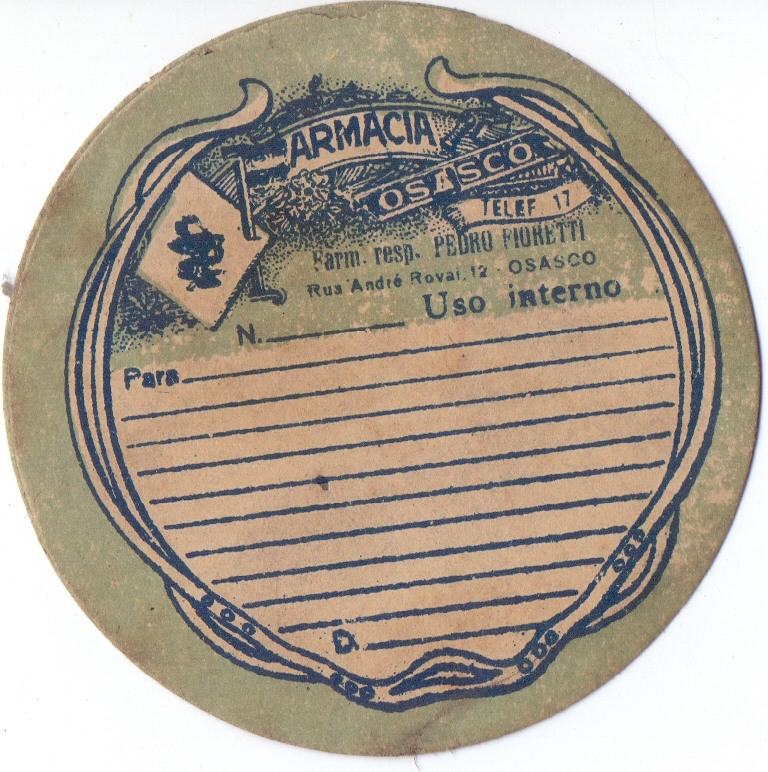 FARMACIA
OSASCO
TELEF 17
Farm. resp. PEDRO FIORETTI
Rua André Rovai, 12 - OSASCO
Uso interno
N.
Para
D.